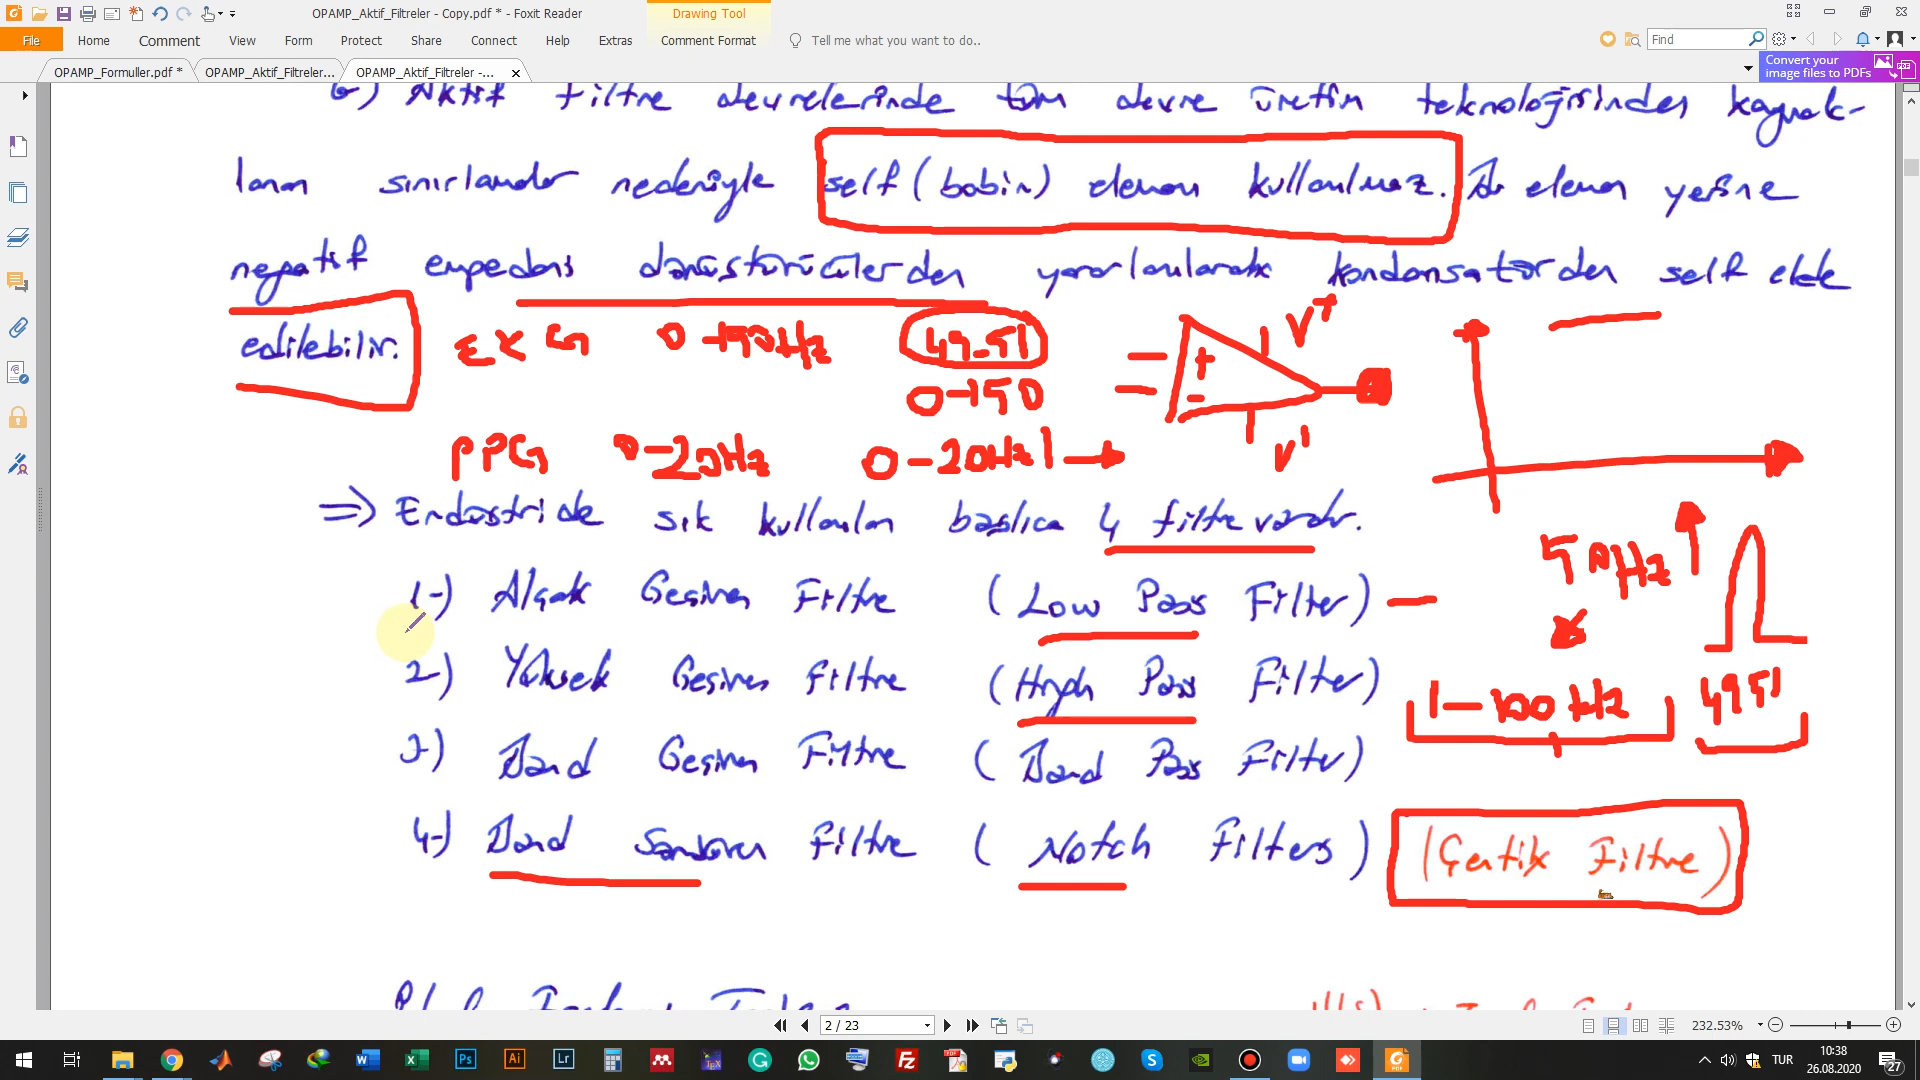 OPAMP_Aktif_Filtreler - Copy.pdf * - Foxit Reader
Drawing Tool
File Home Comment View Form Protect Share Connect Help Extras Comment Format Tell me what you want to do.. Find
OPAMP_Formuller.pdf * OPAMP_Aktif_Filtreler... OPAMP_Aktif_Filtreler -... Convert your
image files to PDFs
6) Aktif filtre devrelerinde tüm devre üretim teknolojisinden kaynak-
lanan sınırlamalar nedeniyle self (bobin) elemanı kullanılmaz. Bu eleman yerine
negatif empedans dönüştürücülerden yararlanılarak kondansatörden self elde
edilebilir.
EKG 0-150Hz 49-51 V+
0-150
PPG 0-20Hz 0-20Hz V-
=> Endüstride sık kullanılan başlıca 4 filtre vardır.
50Hz
1-) Alçak Geçiren Filtre (Low Pass Filter)
2-) Yüksek Geçiren Filtre (High Pass Filter) 1-100Hz 49 51
3-) Band Geçiren Filtre (Band Pass Filter)
4-) Band Söndüren Filtre (Notch Filters) (Çentik Filtre)
2 / 23 232.53%
TUR 10:38
26.08.2020 27